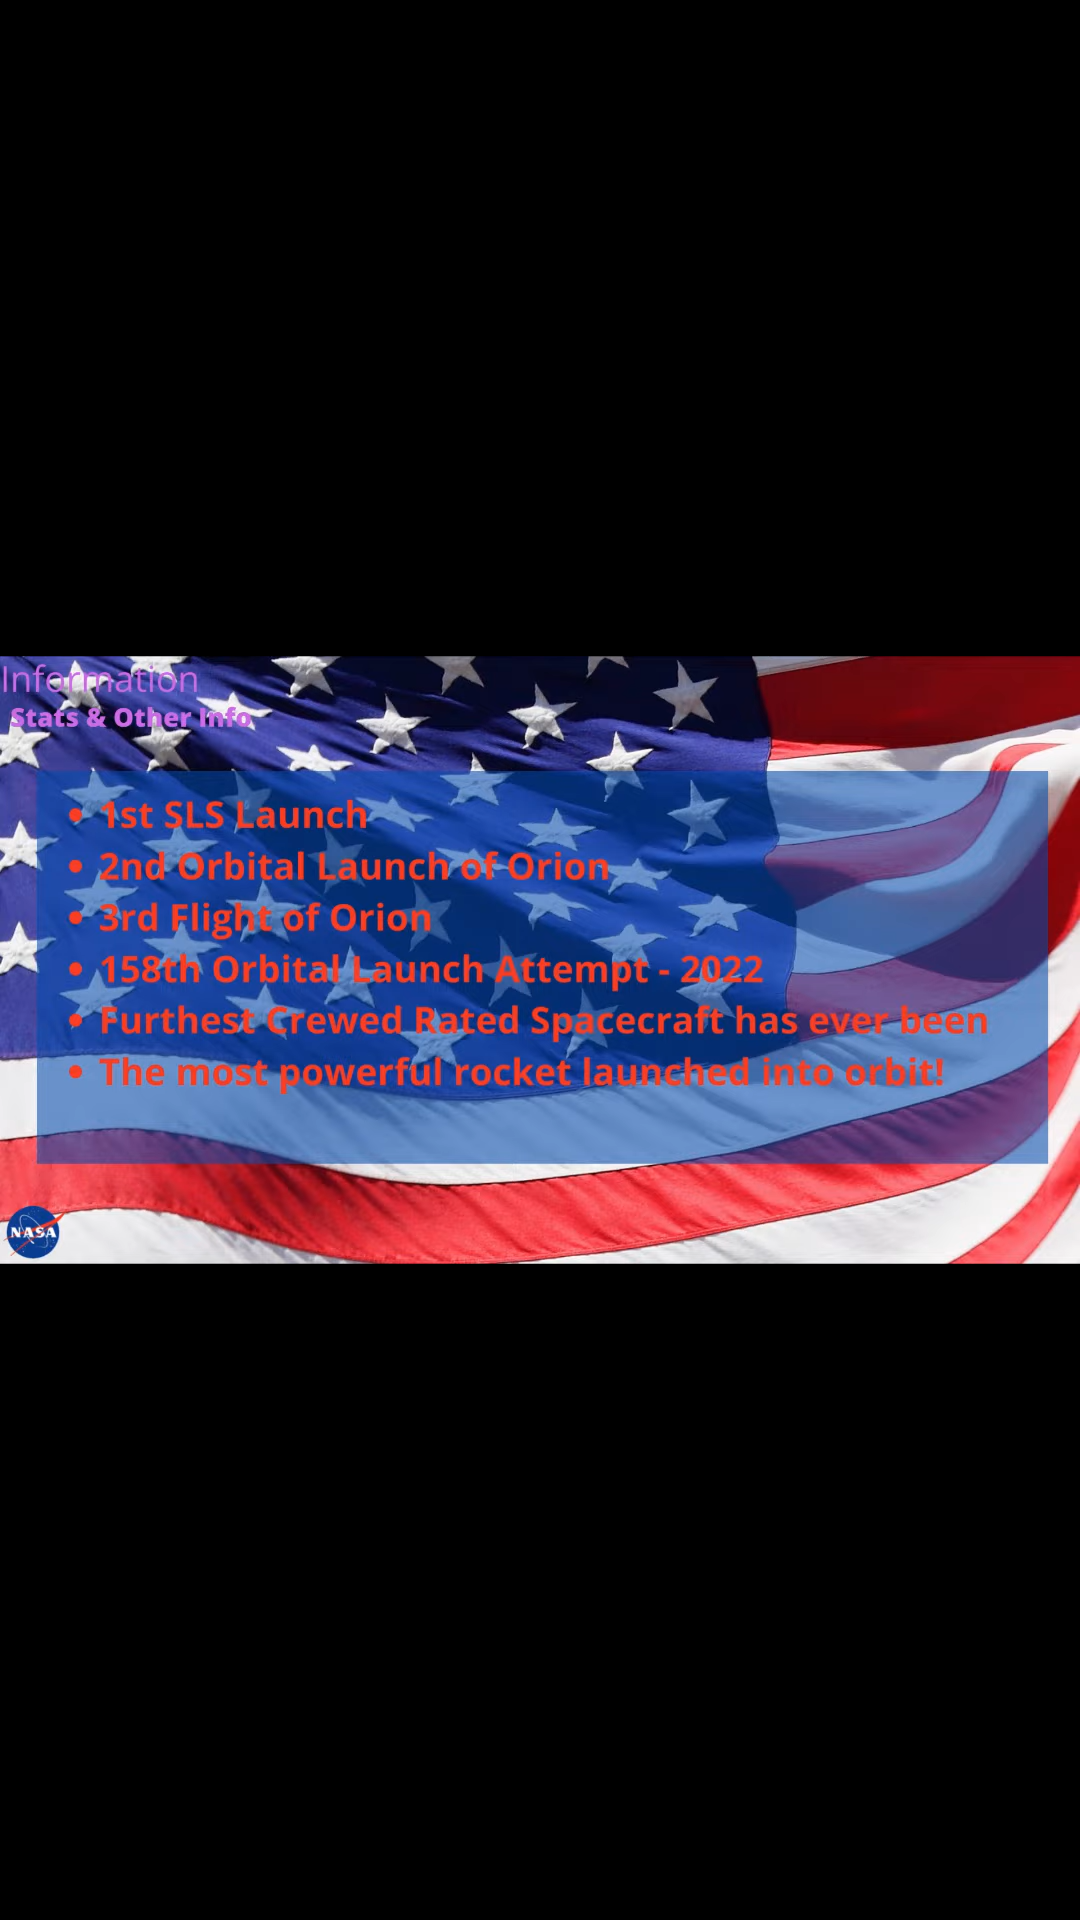 Information
Stats & Other Info
• 1st SLS Launch
• 2nd Orbital Launch of Orion
• 3rd Flight of Orion
• 158th Orbital Launch Attempt - 2022
• Furthest Crewed Rated Spacecraft has ever been
• The most powerful rocket launched into orbit!
NASA